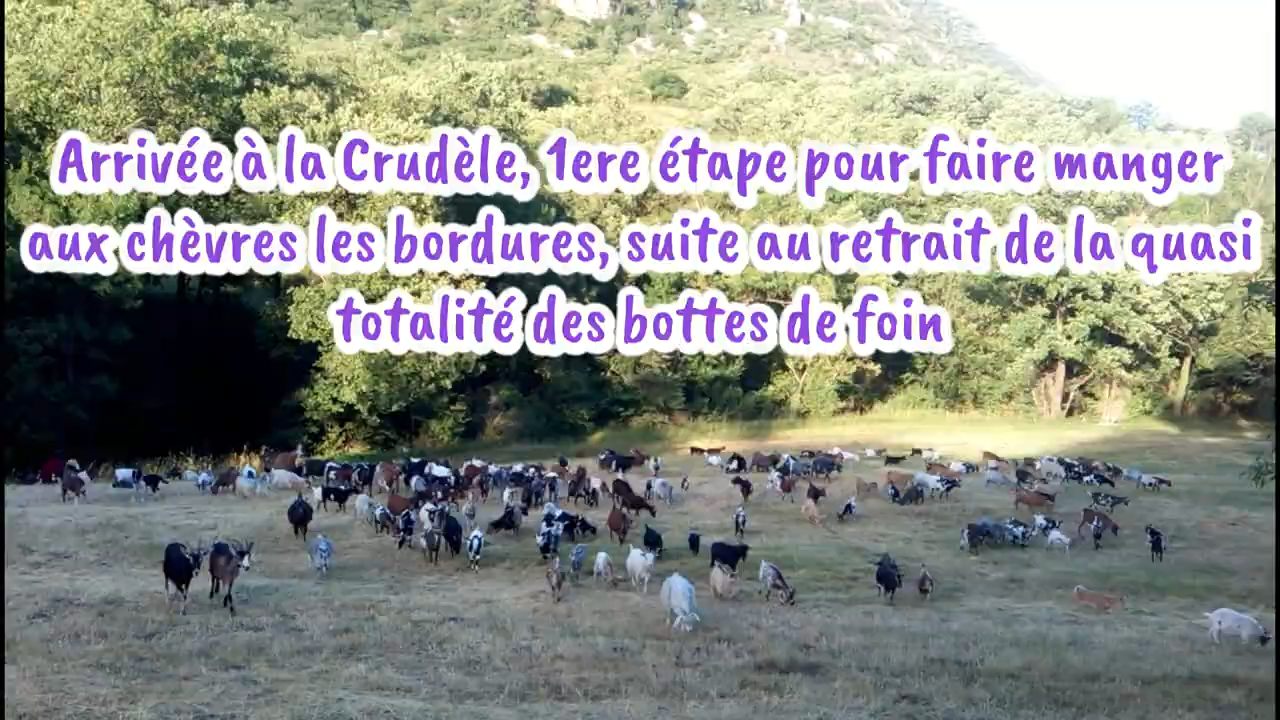 Arrivée à la Crudèle, 1ere étape pour faire manger
aux chèvres les bordures, suite au retrait de la quasi
totalité des bottes de foin